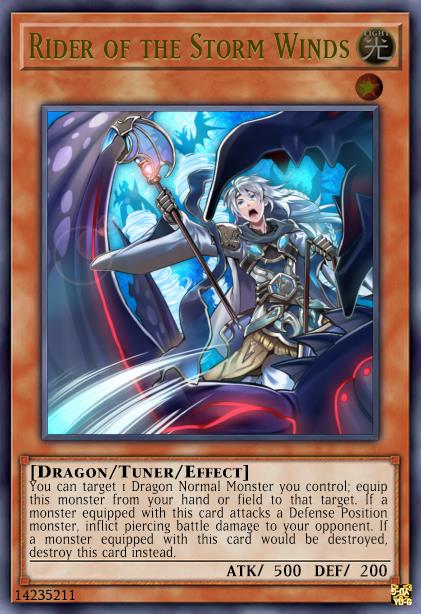 RIDER OF THE STORM WINDS
LIGHT
光
[DRAGON/TUNER/EFFECT]
You can target 1 Dragon Normal Monster you control; equip
this monster from your hand or field to that target. If a
monster equipped with this card attacks a Defense Position
monster, inflict piercing battle damage to your opponent. If
a monster equipped with this card would be destroyed,
destroy this card instead.
ATK/ 500 DEF/ 200
14235211